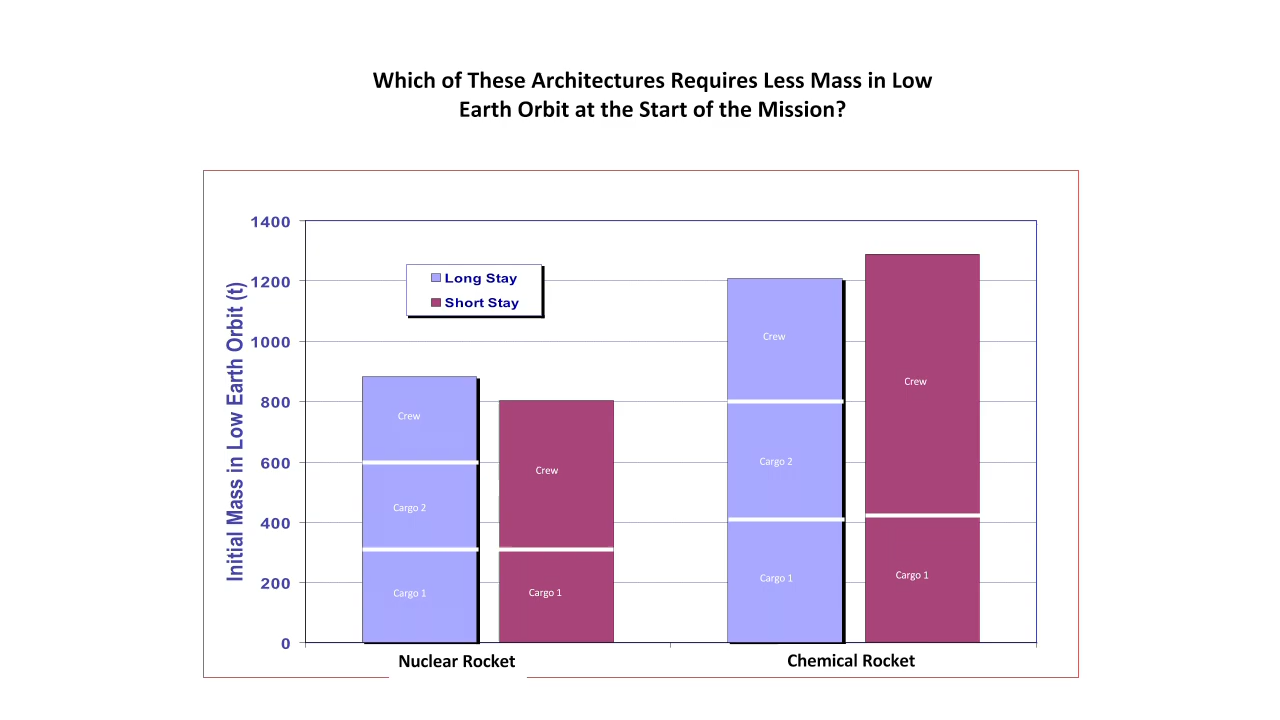 Which of These Architectures Requires Less Mass in Low
Earth Orbit at the Start of the Mission?
Initial Mass in Low Earth Orbit (t)
1400
1200
1000
800
600
400
200
0
Long Stay
Short Stay
Crew
Cargo 2
Cargo 1
Crew
Cargo 1
Crew
Cargo 2
Cargo 1
Crew
Cargo 1
Nuclear Rocket
Chemical Rocket